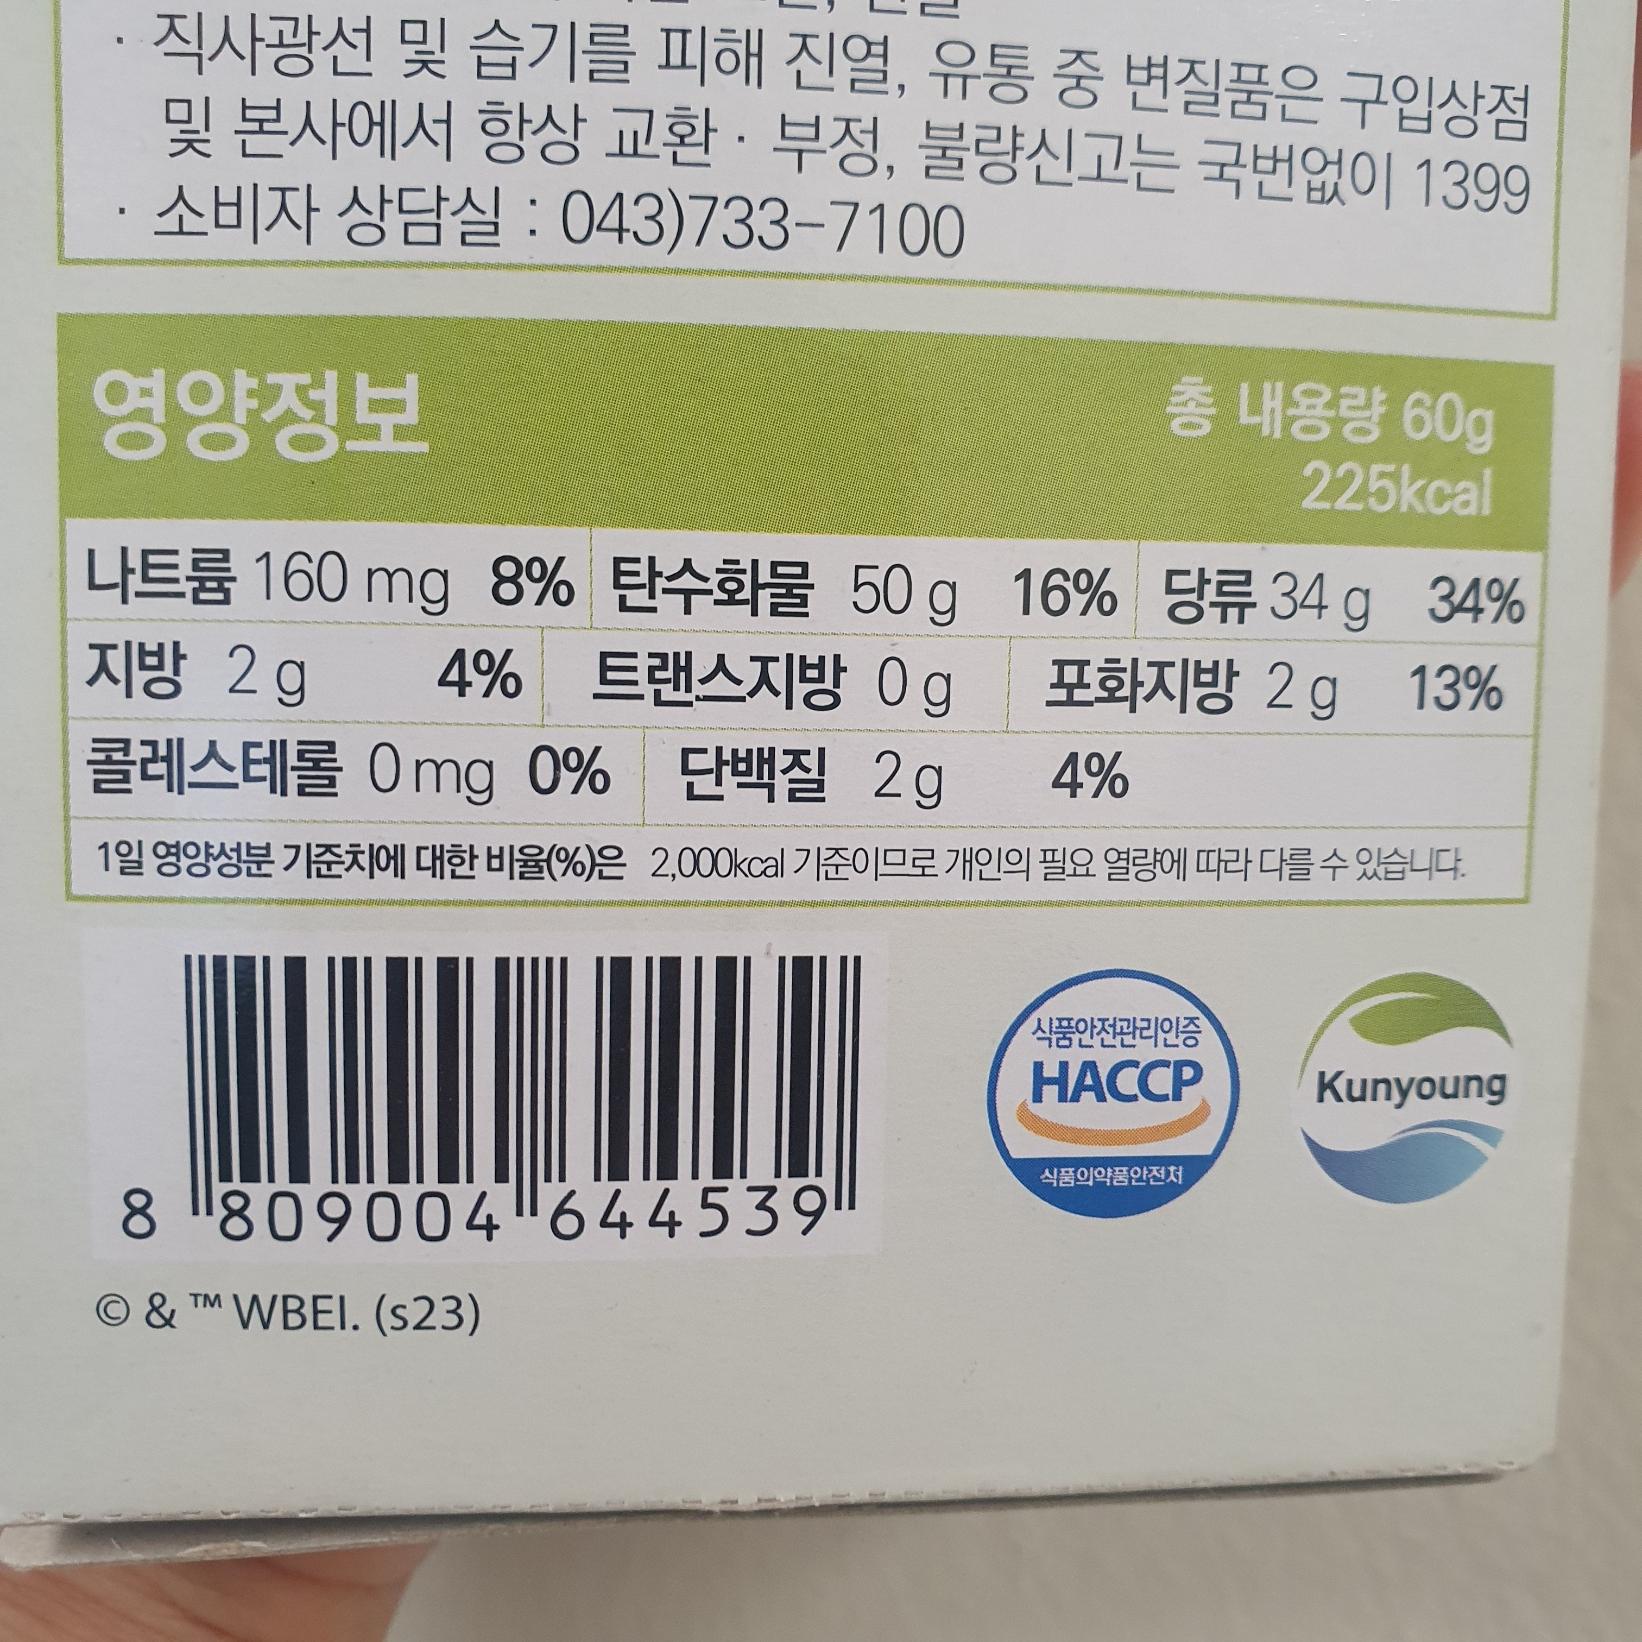 · 직사광선 및 습기를 피해 진열, 유통 중 변질품은 구입상점
및 본사에서 항상 교환 · 부정, 불량신고는 국번없이 1399
· 소비자 상담실 : 043)733-7100
영양정보
총 내용량 60g
225kcal
나트륨 160 mg 8% 탄수화물 50 g 16% 당류 34 g 34%
지방 2 g 4% 트랜스지방 0 g 포화지방 2 g 13%
콜레스테롤 0 mg 0% 단백질 2 g 4%
1일 영양성분 기준치에 대한 비율(%)은 2,000kcal 기준이므로 개인의 필요 열량에 따라 다를 수 있습니다.
식품안전관리인증
HACCP
식품의약품안전처
Kunyoung
8 809004 644539
© & ™ WBEI. (s23)